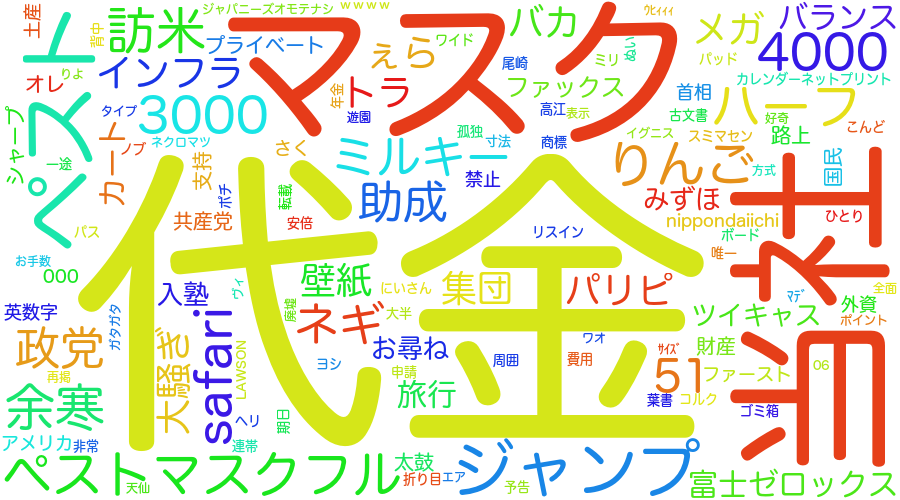 土産
訪米
ジャパニーズオモテナシ
背中
プライベート
ｗｗｗｗ
マスク
ｳﾋｨｨｨ
ワイド
ぇら
バカ
尾崎
ミリ
ぬい
メガ
バランス
4000
パッド
カレンダーネットプリント
ペスト
オレ
りよ
インフラ
3000
年金
トラ
遊園
ファックス
高江
表示
首相
古文書
ハーフ
好奇
こんど
シャープ
一途
タイプ
カート
ノブ
ネクロマツ
孤独
寸法
商標
イグニス
スミマセン
路上
ミルキー
りんご
方式
国民
支持
さく
ポチ
転載
助成
禁止
みずほ
ひとり
パス
共産党
安倍
nippondaiichi
当社
お手数
000
代金
リスイン
ボード
唯一
英数字
入塾
ヴィ
壁紙
にいさん
集団
パリピ
ﾏﾃﾞ
外資
全面
ガタガタ
safari
廃墟
ネギ
大半
ワオ
ツイキャス
ポイント
政党
大騒ぎ
LAWSON
お尋ね
周囲
費用
ｻｲｽﾞ
財産
再掲
ヨシ
申請
51
ファースト
06
余寒
旅行
葉書
コルク
ゴミ箱
ヘリ
期日
アメリカ
非常
連帯
ペストマスクフル
太鼓
折り目
エア
ジャンプ
富士ゼロックス
天仙
予告